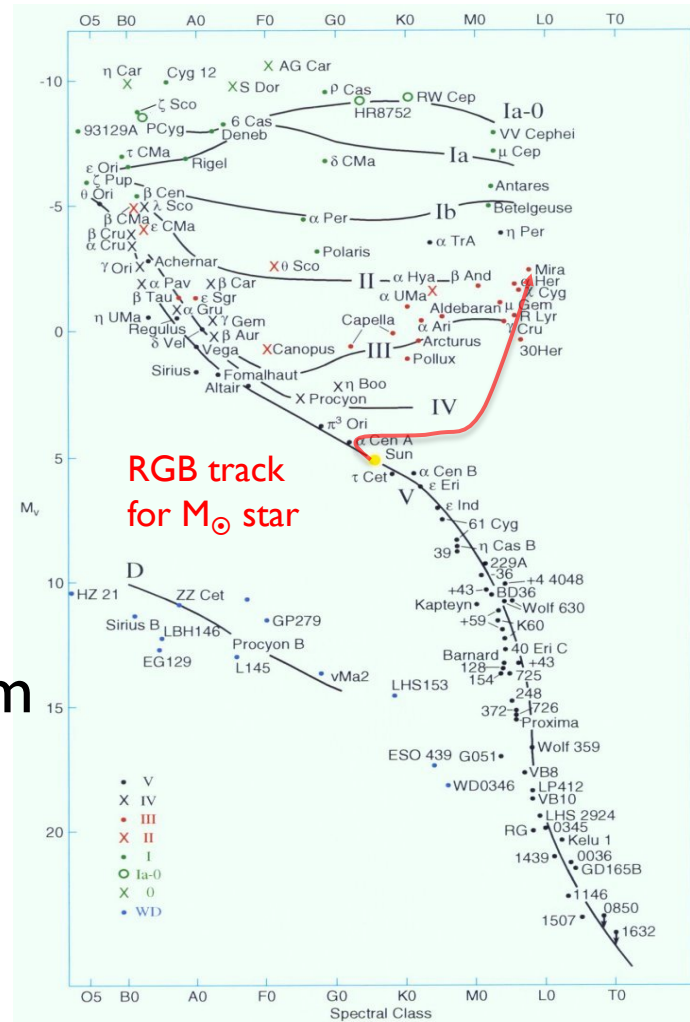 O5 B0 A0 F0 G0 K0 M0 L0 T0
-10
η Car
Cyg 12
AG Car
S Dor
ρ Cas
RW Cep
HR8752
Ia-0
ζ Sco
PCyg
93129A
6 Cas
Deneb
VV Cephei
Ia
μ Cep
τ CMa
Rigel
δ CMa
ε Ori
ζ Pup
θ Ori
β Cen
Antares
-5
λ Sco
Ib
Betelgeuse
β CMa
ε CMa
α Per
β Cru
α Cru
α TrA
η Per
Polaris
γ Ori
Achernar
θ Sco
II
α Hya
β And
Mira
α Pav
β Car
α UMa
Her
χ Cyg
β Tau
ε Sgr
Aldebaran
μ Gem
α Gru
R Lyr
η UMa
γ Gem
Capella
α Ari
γ Cru
0
Regulus
δ Vel
β Aur
Arcturus
Vega
Canopus
III
30Her
Pollux
Sirius
Fomalhaut
Altair
η Boo
Procyon
IV
π³ Ori
α Cen A
5
Sun
RGB track
for M☉ star
τ Cet
α Cen B
V
ε Eri
Mv
ε Ind
61 Cyg
39
η Cas B
229A
-36
10
D
+4 4048
HZ 21
ZZ Cet
+43
BD36
Kapteyn
Wolf 630
Sirius B
GP279
+59
K60
LBH146
Procyon B
40 Eri C
EG129
L145
Barnard
+43
128
vMa2
154
725
m
LHS153
248
15
372
726
Proxima
Wolf 359
ESO 439
G051
VB8
WD0346
LP412
VB10
LHS 2924
20
RG
0345
Kelu 1
1439
0036
GD165B
1146
0850
1507
1632
V
IV
III
II
I
Ia-0
0
WD
O5 B0 A0 F0 G0 K0 M0 L0 T0
Spectral Class